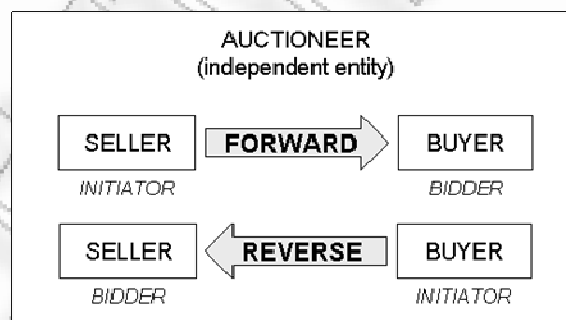 AUCTIONEER
(independent entity)
SELLER FORWARD BUYER
INITIATOR BIDDER
SELLER REVERSE BUYER
BIDDER INITIATOR